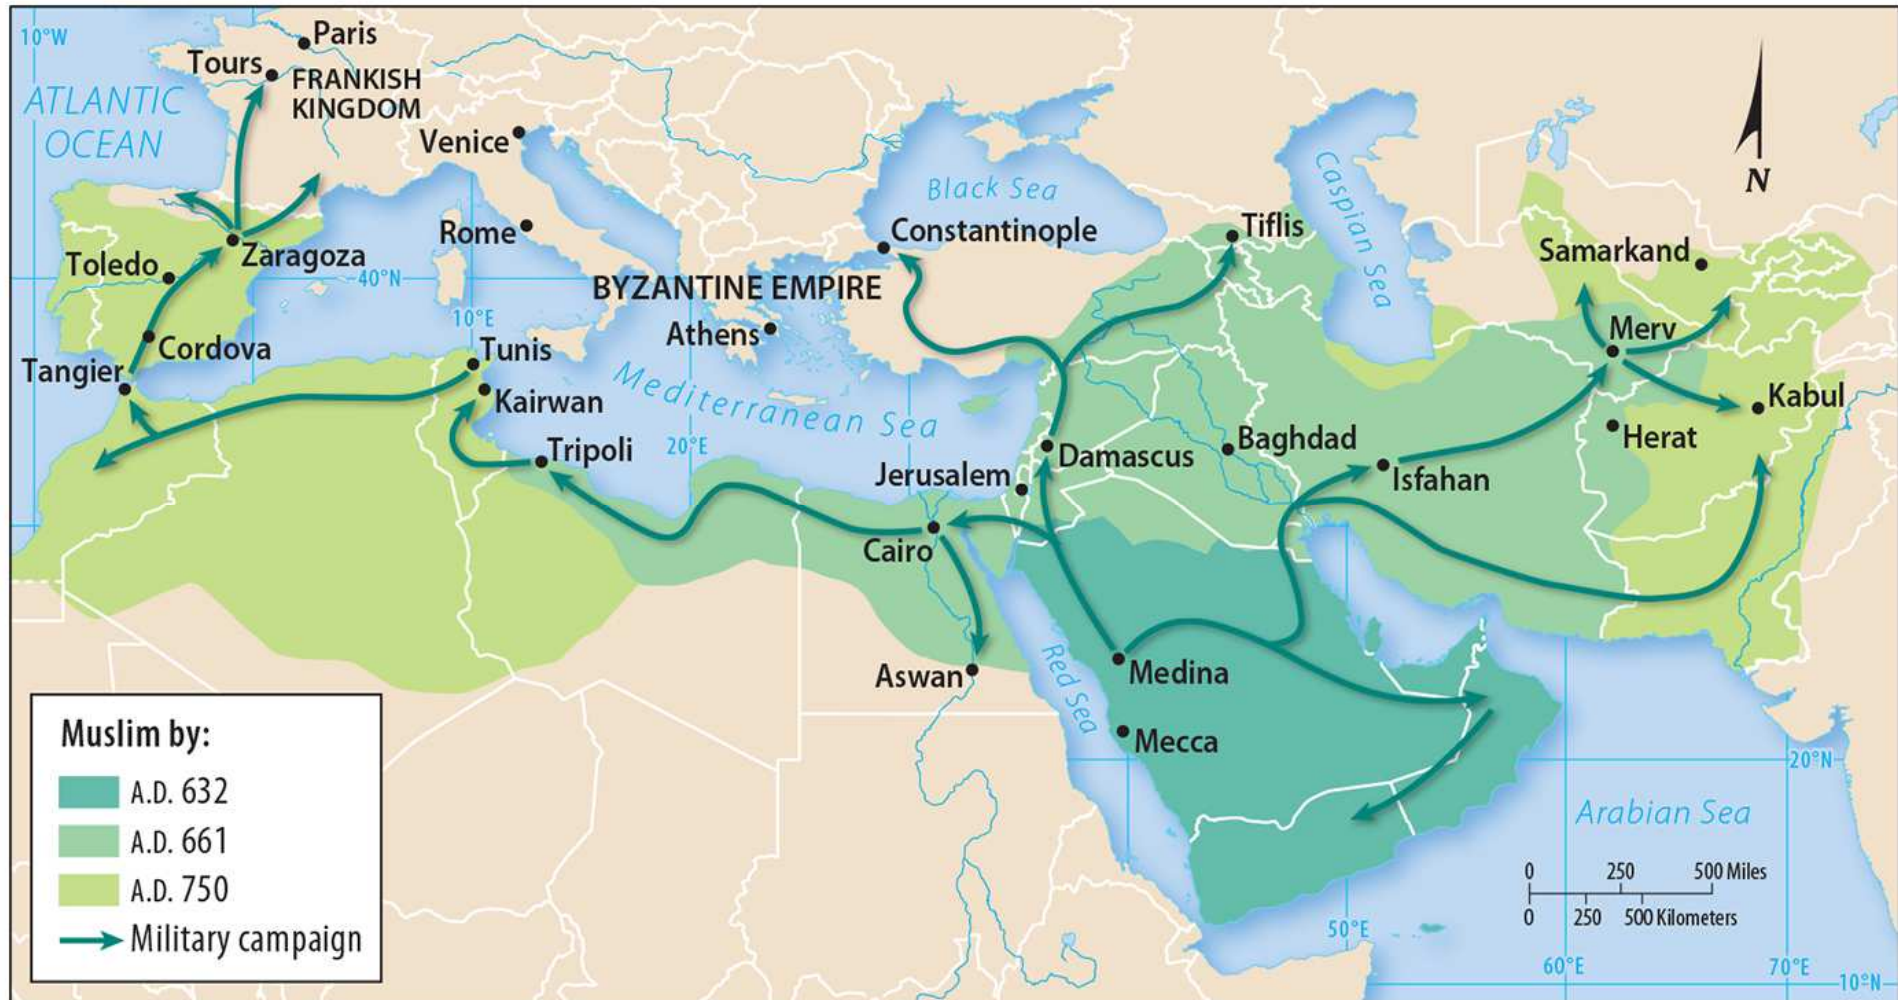 10°W
Paris
Tours
FRANKISH
KINGDOM
ATLANTIC
OCEAN
Venice
Black Sea
Caspian Sea
N
Constantinople
Tiflis
Rome
Zaragoza
Toledo
40°N
BYZANTINE EMPIRE
Samarkand
10°E
Athens
Merv
Cordova
Tunis
Tangier
Kairwan
Mediterranean Sea
Kabul
Tripoli
20°E
Baghdad
Herat
Damascus
Jerusalem
Isfahan
Cairo
Aswan
Red Sea
Medina
Mecca
20°N
Arabian Sea
Muslim by:
A.D. 632
A.D. 661
A.D. 750
Military campaign
0 250 500 Miles
0 250 500 Kilometers
50°E
60°E
70°E
10°N